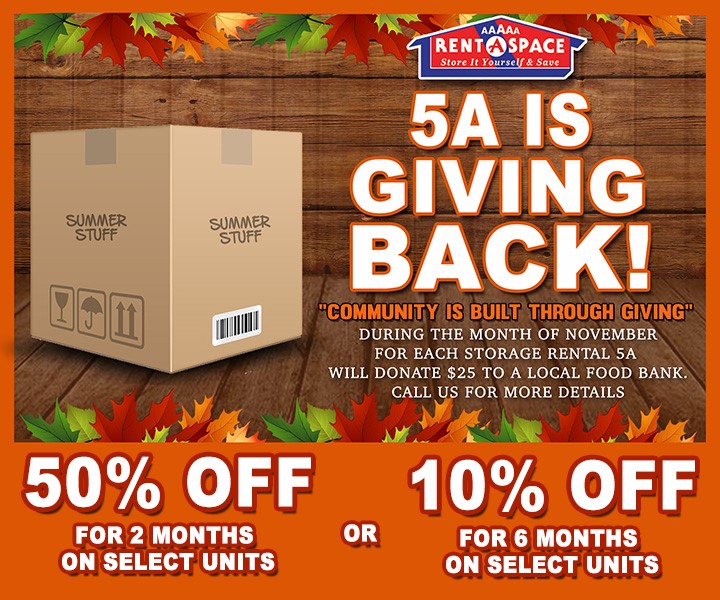 AAAAA
RENT A SPACE
Store It Yourself & Save
5A IS
GIVING
BACK!
"COMMUNITY IS BUILT THROUGH GIVING"
DURING THE MONTH OF NOVEMBER
FOR EACH STORAGE RENTAL 5A
WILL DONATE $25 TO A LOCAL FOOD BANK.
CALL US FOR MORE DETAILS
SUMMER
STUFF
SUMMER
STUFF
50% OFF
FOR 2 MONTHS
ON SELECT UNITS
OR
10% OFF
FOR 6 MONTHS
ON SELECT UNITS